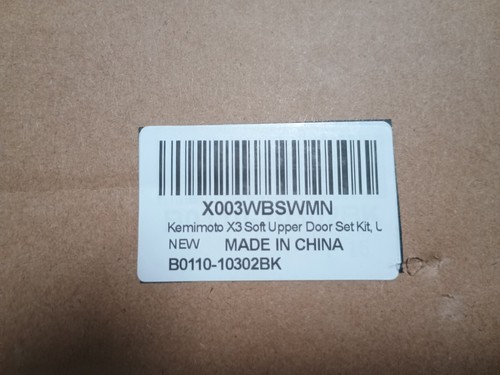 X003WBSWMN
Kemimoto X3 Soft Upper Door Set Kit, U
NEW MADE IN CHINA
B0110-10302BK